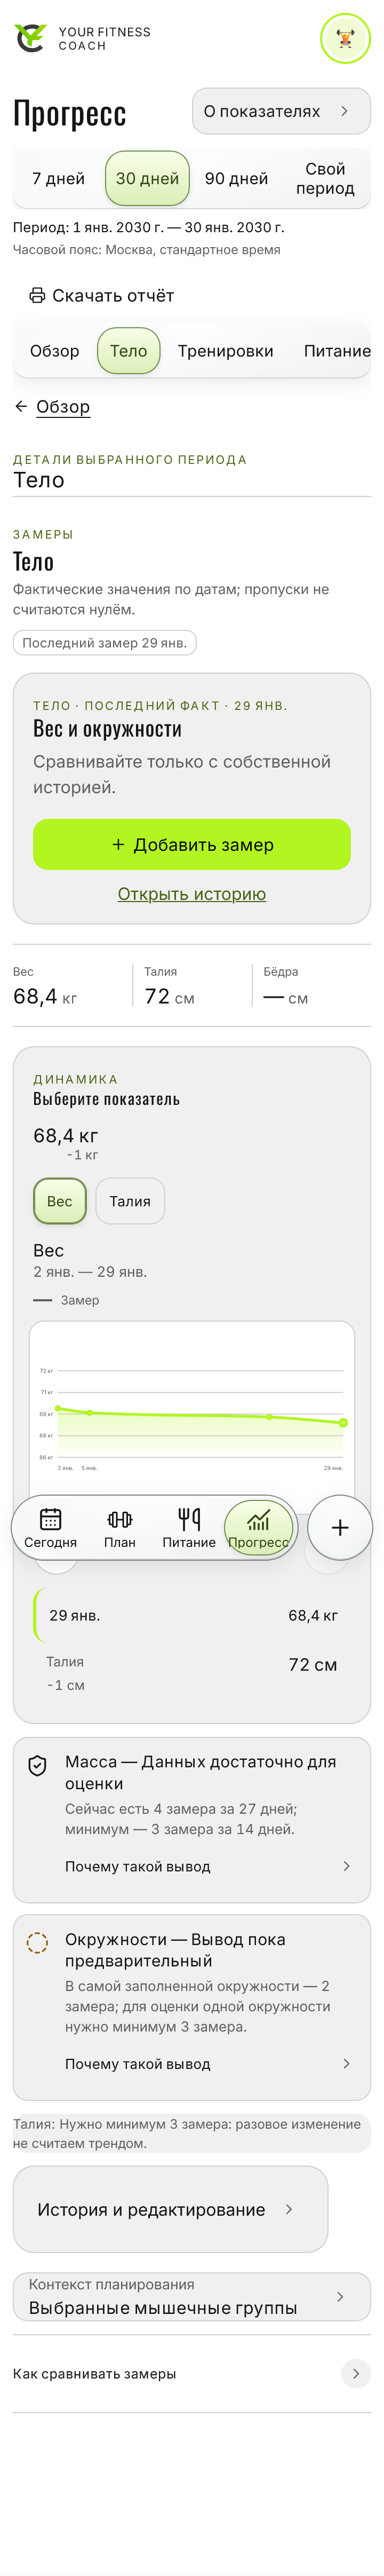 YOUR FITNESS
COACH
Прогресс
О показателях
7 дней
30 дней
90 дней
Свой
период
Период: 1 янв. 2030 г. — 30 янв. 2030 г.
Часовой пояс: Москва, стандартное время
Скачать отчёт
Обзор
Тело
Тренировки
Питание
Обзор
ДЕТАЛИ ВЫБРАННОГО ПЕРИОДА
Тело
ЗАМЕРЫ
Тело
Фактические значения по датам; пропуски не
считаются нулём.
Последний замер 29 янв.
ТЕЛО · ПОСЛЕДНИЙ ФАКТ · 29 ЯНВ.
Вес и окружности
Сравнивайте только с собственной
историей.
+ Добавить замер
Открыть историю
Вес
68,4 кг
Талия
72 см
Бёдра
— см
ДИНАМИКА
Выберите показатель
68,4 кг
-1 кг
Вес
Талия
Вес
2 янв. — 29 янв.
Замер
72 кг
71 кг
69 кг
68 кг
66 кг
2 янв.
5 янв.
29 янв.
Сегодня
План
Питание
Прогресс
29 янв.
68,4 кг
Талия
72 см
-1 см
Масса — Данных достаточно для
оценки
Сейчас есть 4 замера за 27 дней;
минимум — 3 замера за 14 дней.
Почему такой вывод
Окружности — Вывод пока
предварительный
В самой заполненной окружности — 2
замера; для оценки одной окружности
нужно минимум 3 замера.
Почему такой вывод
Талия: Нужно минимум 3 замера: разовое изменение
не считаем трендом.
История и редактирование
Контекст планирования
Выбранные мышечные группы
Как сравнивать замеры